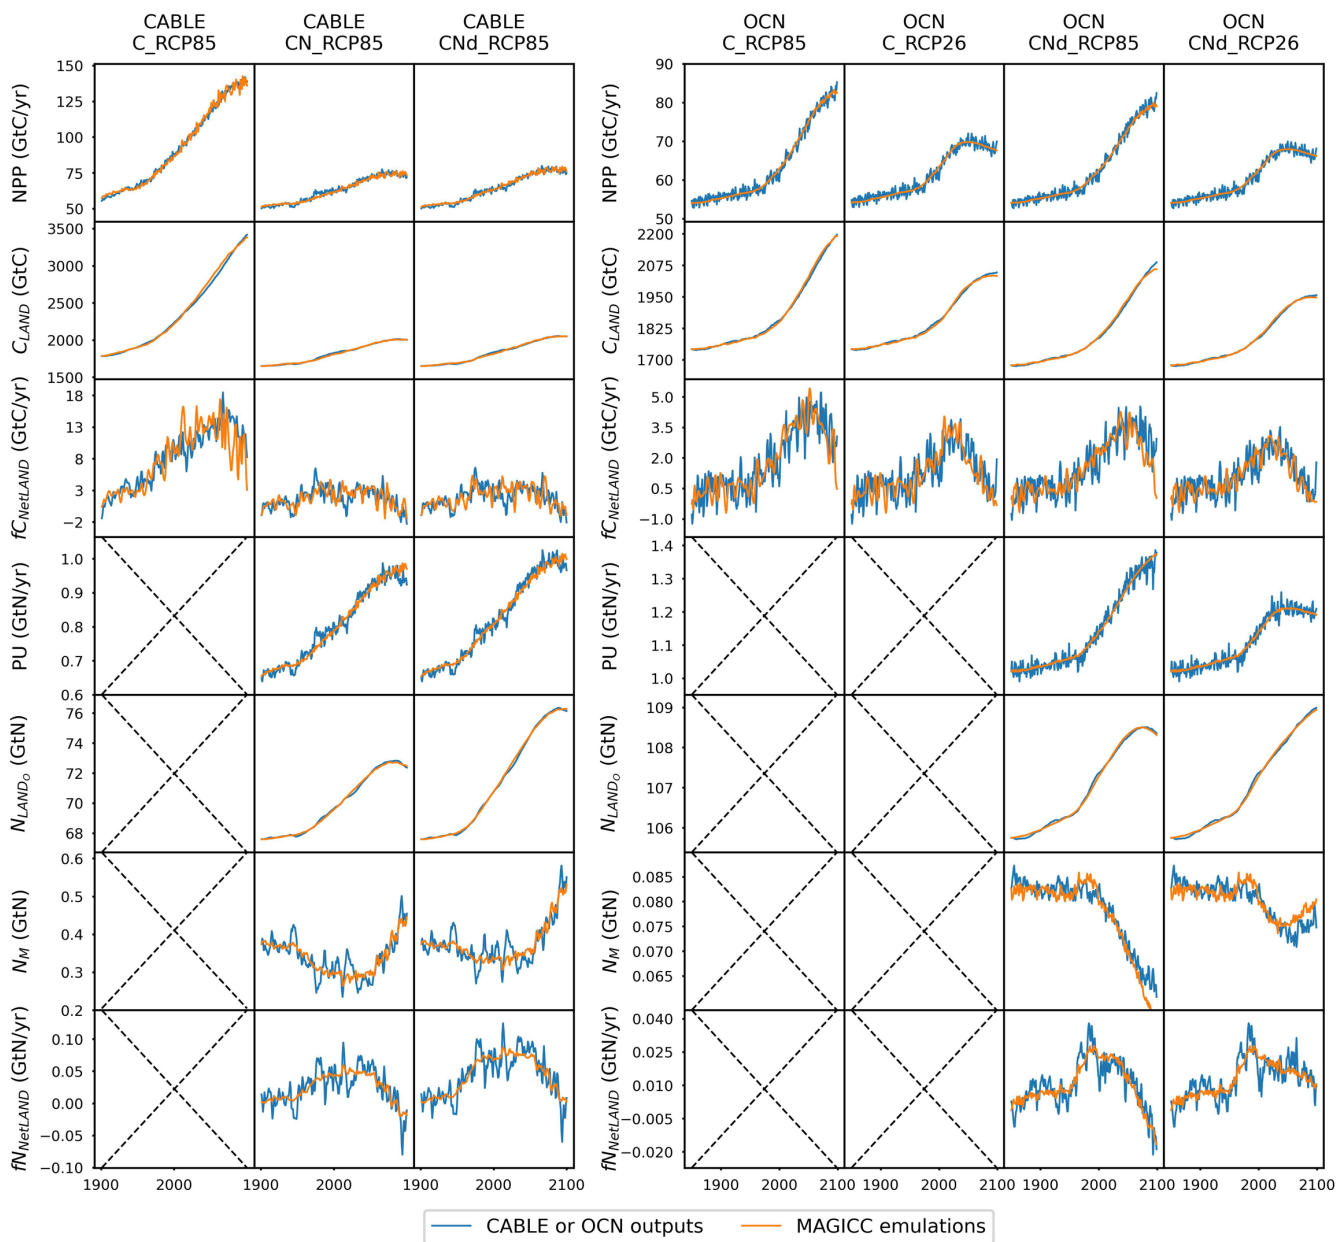 CABLE
C_RCP85
CABLE
CN_RCP85
CABLE
CNd_RCP85
OCN
C_RCP85
OCN
C_RCP26
OCN
CNd_RCP85
OCN
CNd_RCP26
NPP (GtC/yr)
150
125
100
75
50
NPP (GtC/yr)
90
80
70
60
50
C_LAND (GtC)
3500
3000
2500
2000
1500
C_LAND (GtC)
2200
2075
1950
1825
1700
fC_NetLAND (GtC/yr)
18
13
8
3
−2
fC_NetLAND (GtC/yr)
5.0
3.5
2.0
0.5
−1.0
PU (GtN/yr)
1.0
0.9
0.8
0.7
0.6
PU (GtN/yr)
1.4
1.3
1.2
1.1
1.0
N_LAND_o (GtN)
76
74
72
70
68
N_LAND_o (GtN)
109
108
107
106
N_M (GtN)
0.6
0.5
0.4
0.3
0.2
N_M (GtN)
0.085
0.080
0.075
0.070
0.065
fN_NetLAND (GtN/yr)
0.10
0.05
0.00
−0.05
−0.10
fN_NetLAND (GtN/yr)
0.040
0.025
0.010
−0.005
−0.020
1900 2000 1900 2000 1900 2000 2100
1900 2000 2100 1900 2000 2100 1900 2000 2100 1900 2000 2100
CABLE or OCN outputs
MAGICC emulations